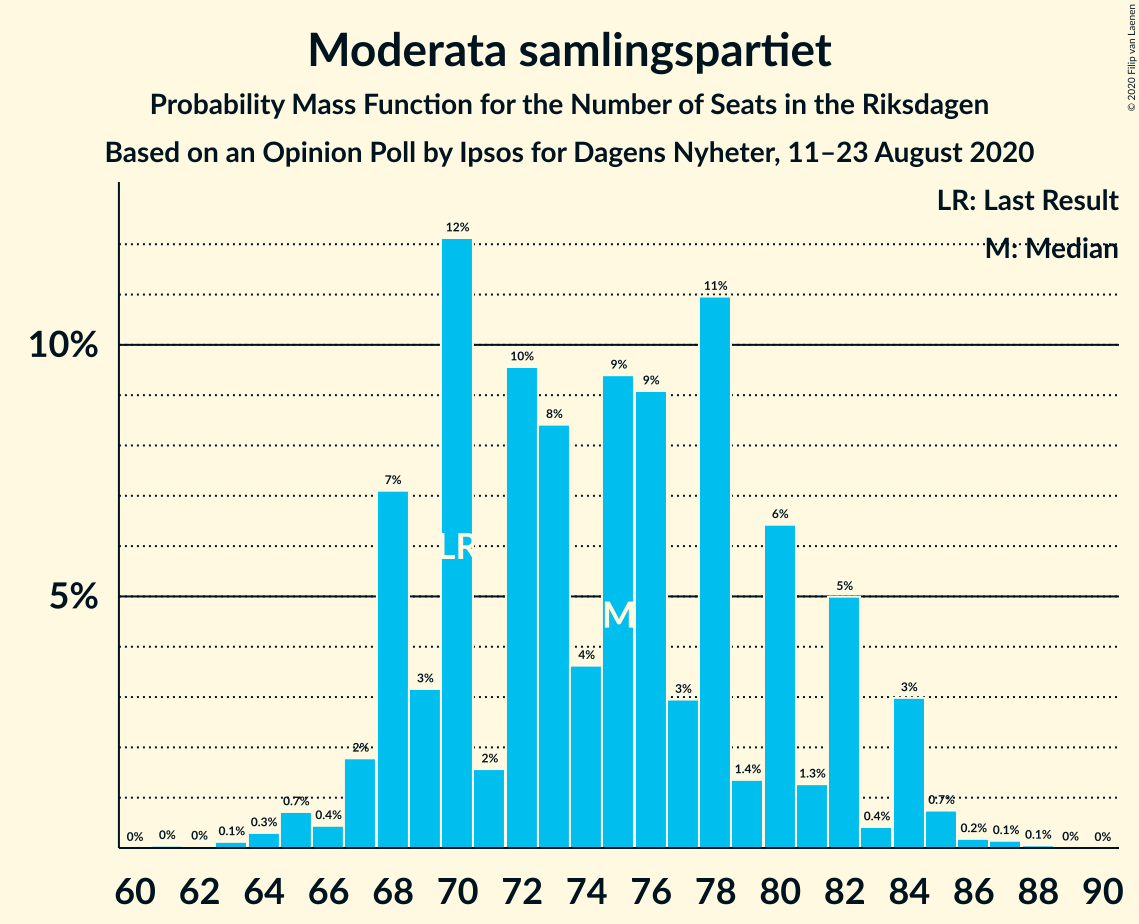 © 2020 Filip van Laenen
Moderata samlingspartiet
Probability Mass Function for the Number of Seats in the Riksdagen
Based on an Opinion Poll by Ipsos for Dagens Nyheter, 11–23 August 2020
LR: Last Result
M: Median
10%
5%
0% 0% 0% 0.1% 0.3% 0.7% 0.4% 2% 7% 3% 12% 2% 10% 8% 4% 9% 9% 3% 11% 1.4% 6% 1.3% 5% 0.4% 3% 0.7% 0.2% 0.1% 0.1% 0% 0%
LR
M
60 62 64 66 68 70 72 74 76 78 80 82 84 86 88 90